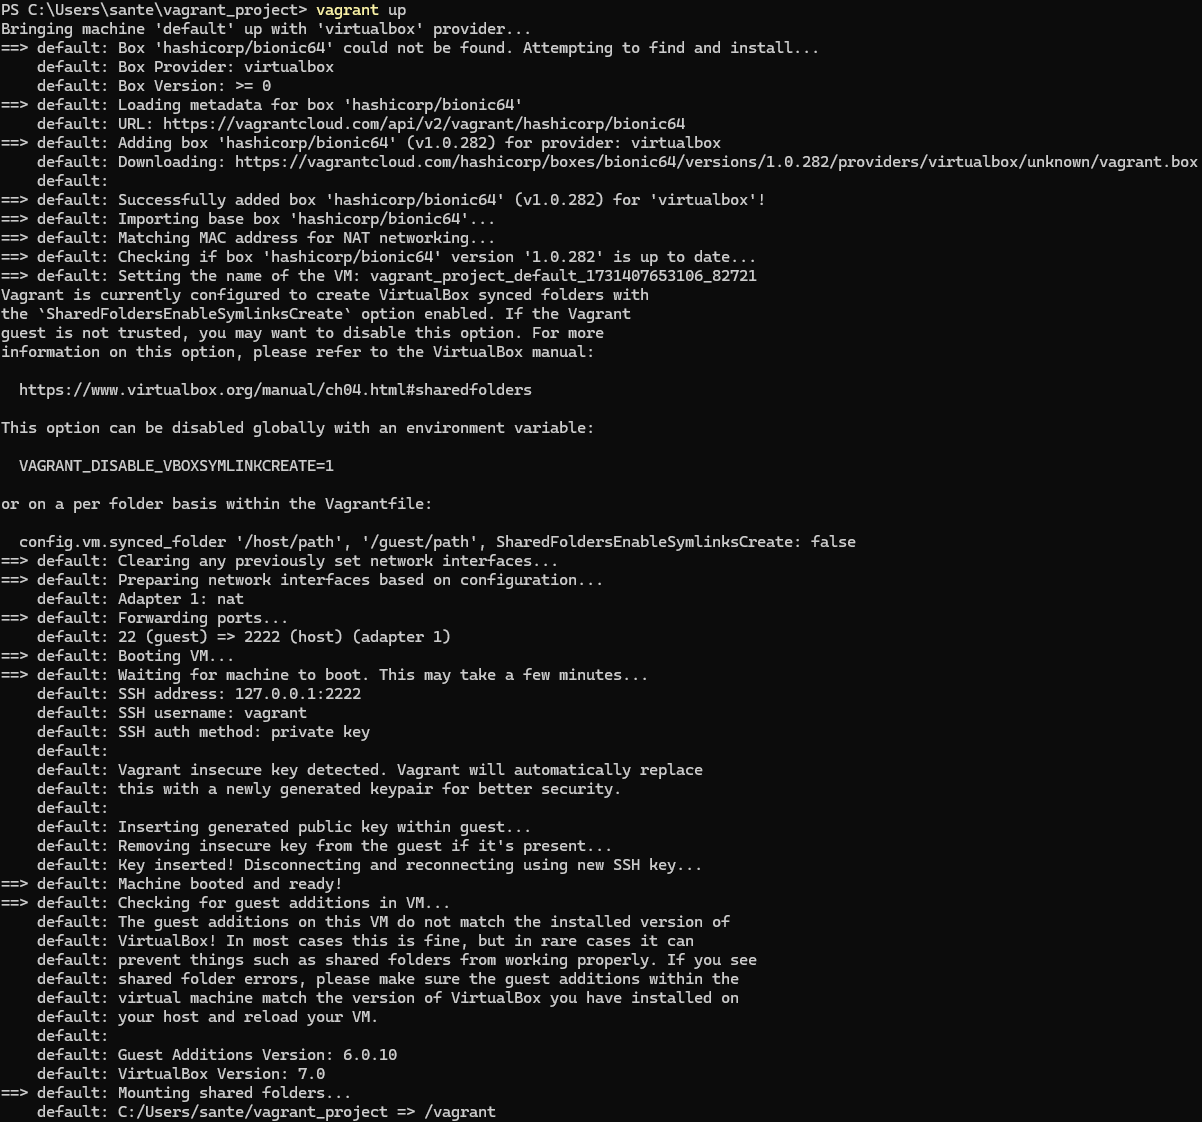 PS C:\Users\sante\vagrant_project> vagrant up
Bringing machine 'default' up with 'virtualbox' provider...
==> default: Box 'hashicorp/bionic64' could not be found. Attempting to find and install...
    default: Box Provider: virtualbox
    default: Box Version: >= 0
==> default: Loading metadata for box 'hashicorp/bionic64'
    default: URL: https://vagrantcloud.com/api/v2/vagrant/hashicorp/bionic64
==> default: Adding box 'hashicorp/bionic64' (v1.0.282) for provider: virtualbox
    default: Downloading: https://vagrantcloud.com/hashicorp/boxes/bionic64/versions/1.0.282/providers/virtualbox/unknown/vagrant.box
    default:
==> default: Successfully added box 'hashicorp/bionic64' (v1.0.282) for 'virtualbox'!
==> default: Importing base box 'hashicorp/bionic64'...
==> default: Matching MAC address for NAT networking...
==> default: Checking if box 'hashicorp/bionic64' version '1.0.282' is up to date...
==> default: Setting the name of the VM: vagrant_project_default_1731407653106_82721
Vagrant is currently configured to create VirtualBox synced folders with
the `SharedFoldersEnableSymlinksCreate` option enabled. If the Vagrant
guest is not trusted, you may want to disable this option. For more
information on this option, please refer to the VirtualBox manual:

  https://www.virtualbox.org/manual/ch04.html#sharedfolders

This option can be disabled globally with an environment variable:

  VAGRANT_DISABLE_VBOXSYMLINKCREATE=1

or on a per folder basis within the Vagrantfile:

  config.vm.synced_folder '/host/path', '/guest/path', SharedFoldersEnableSymlinksCreate: false
==> default: Clearing any previously set network interfaces...
==> default: Preparing network interfaces based on configuration...
    default: Adapter 1: nat
==> default: Forwarding ports...
    default: 22 (guest) => 2222 (host) (adapter 1)
==> default: Booting VM...
==> default: Waiting for machine to boot. This may take a few minutes...
    default: SSH address: 127.0.0.1:2222
    default: SSH username: vagrant
    default: SSH auth method: private key
    default:
    default: Vagrant insecure key detected. Vagrant will automatically replace
    default: this with a newly generated keypair for better security.
    default:
    default: Inserting generated public key within guest...
    default: Removing insecure key from the guest if it's present...
    default: Key inserted! Disconnecting and reconnecting using new SSH key...
==> default: Machine booted and ready!
==> default: Checking for guest additions in VM...
    default: The guest additions on this VM do not match the installed version of
    default: VirtualBox! In most cases this is fine, but in rare cases it can
    default: prevent things such as shared folders from working properly. If you see
    default: shared folder errors, please make sure the guest additions within the
    default: virtual machine match the version of VirtualBox you have installed on
    default: your host and reload your VM.
    default:
    default: Guest Additions Version: 6.0.10
    default: VirtualBox Version: 7.0
==> default: Mounting shared folders...
    default: C:/Users/sante/vagrant_project => /vagrant